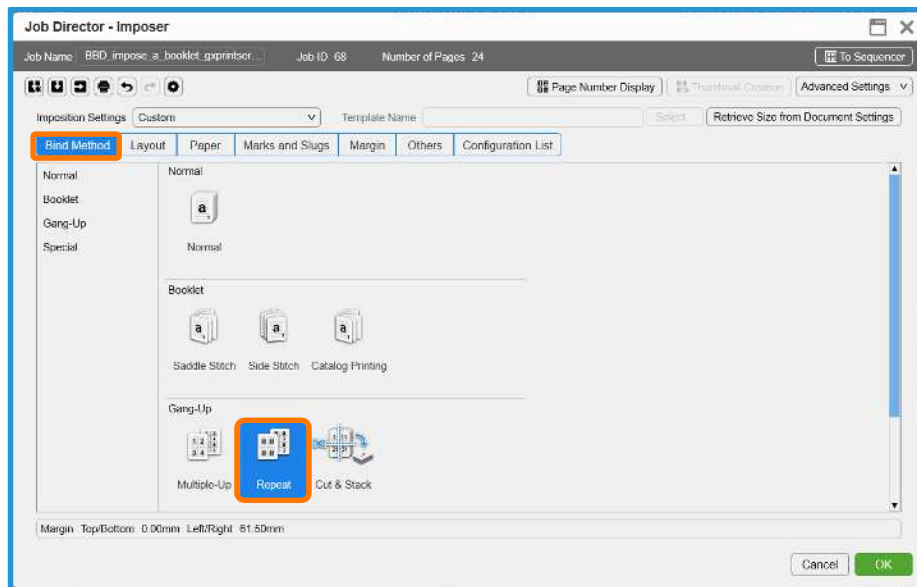 Job Director - Imposer
Job Name BBD_impose_a_booklet_gxprintser... Job ID 68 Number of Pages 24 To Sequencer
Page Number Display Thumbnail Creation Advanced Settings
Imposition Settings Custom Template Name Select Retrieve Size from Document Settings
Bind Method Layout Paper Marks and Slugs Margin Others Configuration List
Normal
Booklet
Gang-Up
Special
Normal
a
Normal
Booklet
a a a
Saddle Stitch Side Stitch Catalog Printing
Gang-Up
Multiple-Up Repeat Cut & Stack
Margin Top/Bottom 0.00mm Left/Right 61.50mm
Cancel OK